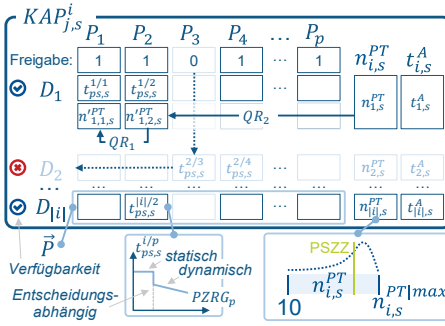 KAP^i_{j,s}
P_1 P_2 P_3 P_4 ... P_p n^{PT}_{i,s} t^A_{i,s}
Freigabe: 1 1 0 1 ... 1
D_1 t^{1/1}_{ps,s} t^{1/2}_{ps,s} n^{PT}_{1,s} t^A_{1,s}
n'^{PT}_{1,1,s} n'^{PT}_{1,2,s} QR_2
QR_1
D_2 t^{2/3}_{ps,s} t^{2/4}_{ps,s} n^{PT}_{2,s} t^A_{2,s}
... ... ... ...
D_{|i|} t^{|i|/2}_{ps,s} n^{PT}_{|i|,s} t^A_{|i|,s}
\vec{P}
Verfügbarkeit
Entscheidungs-
abhängig
t^{i/p}_{ps,s}
statisch
dynamisch
PZRG_p
PSZZ
10 n^{PT}_{i,s} n^{PT|max}_{i,s}